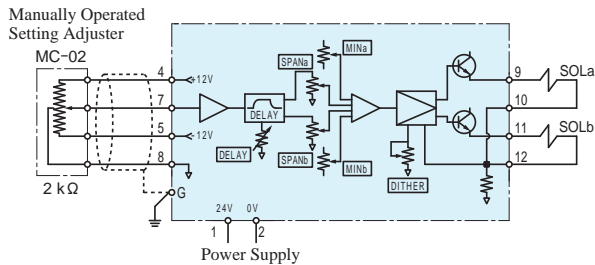 Manually Operated
Setting Adjuster
MC-02
2 kΩ
4
7
5
8
G
+12V
-12V
DELAY
DELAY
SPANa
SPANb
MINa
MINb
DITHER
9
SOLa
10
11
SOLb
12
24V 0V
1 2
Power Supply